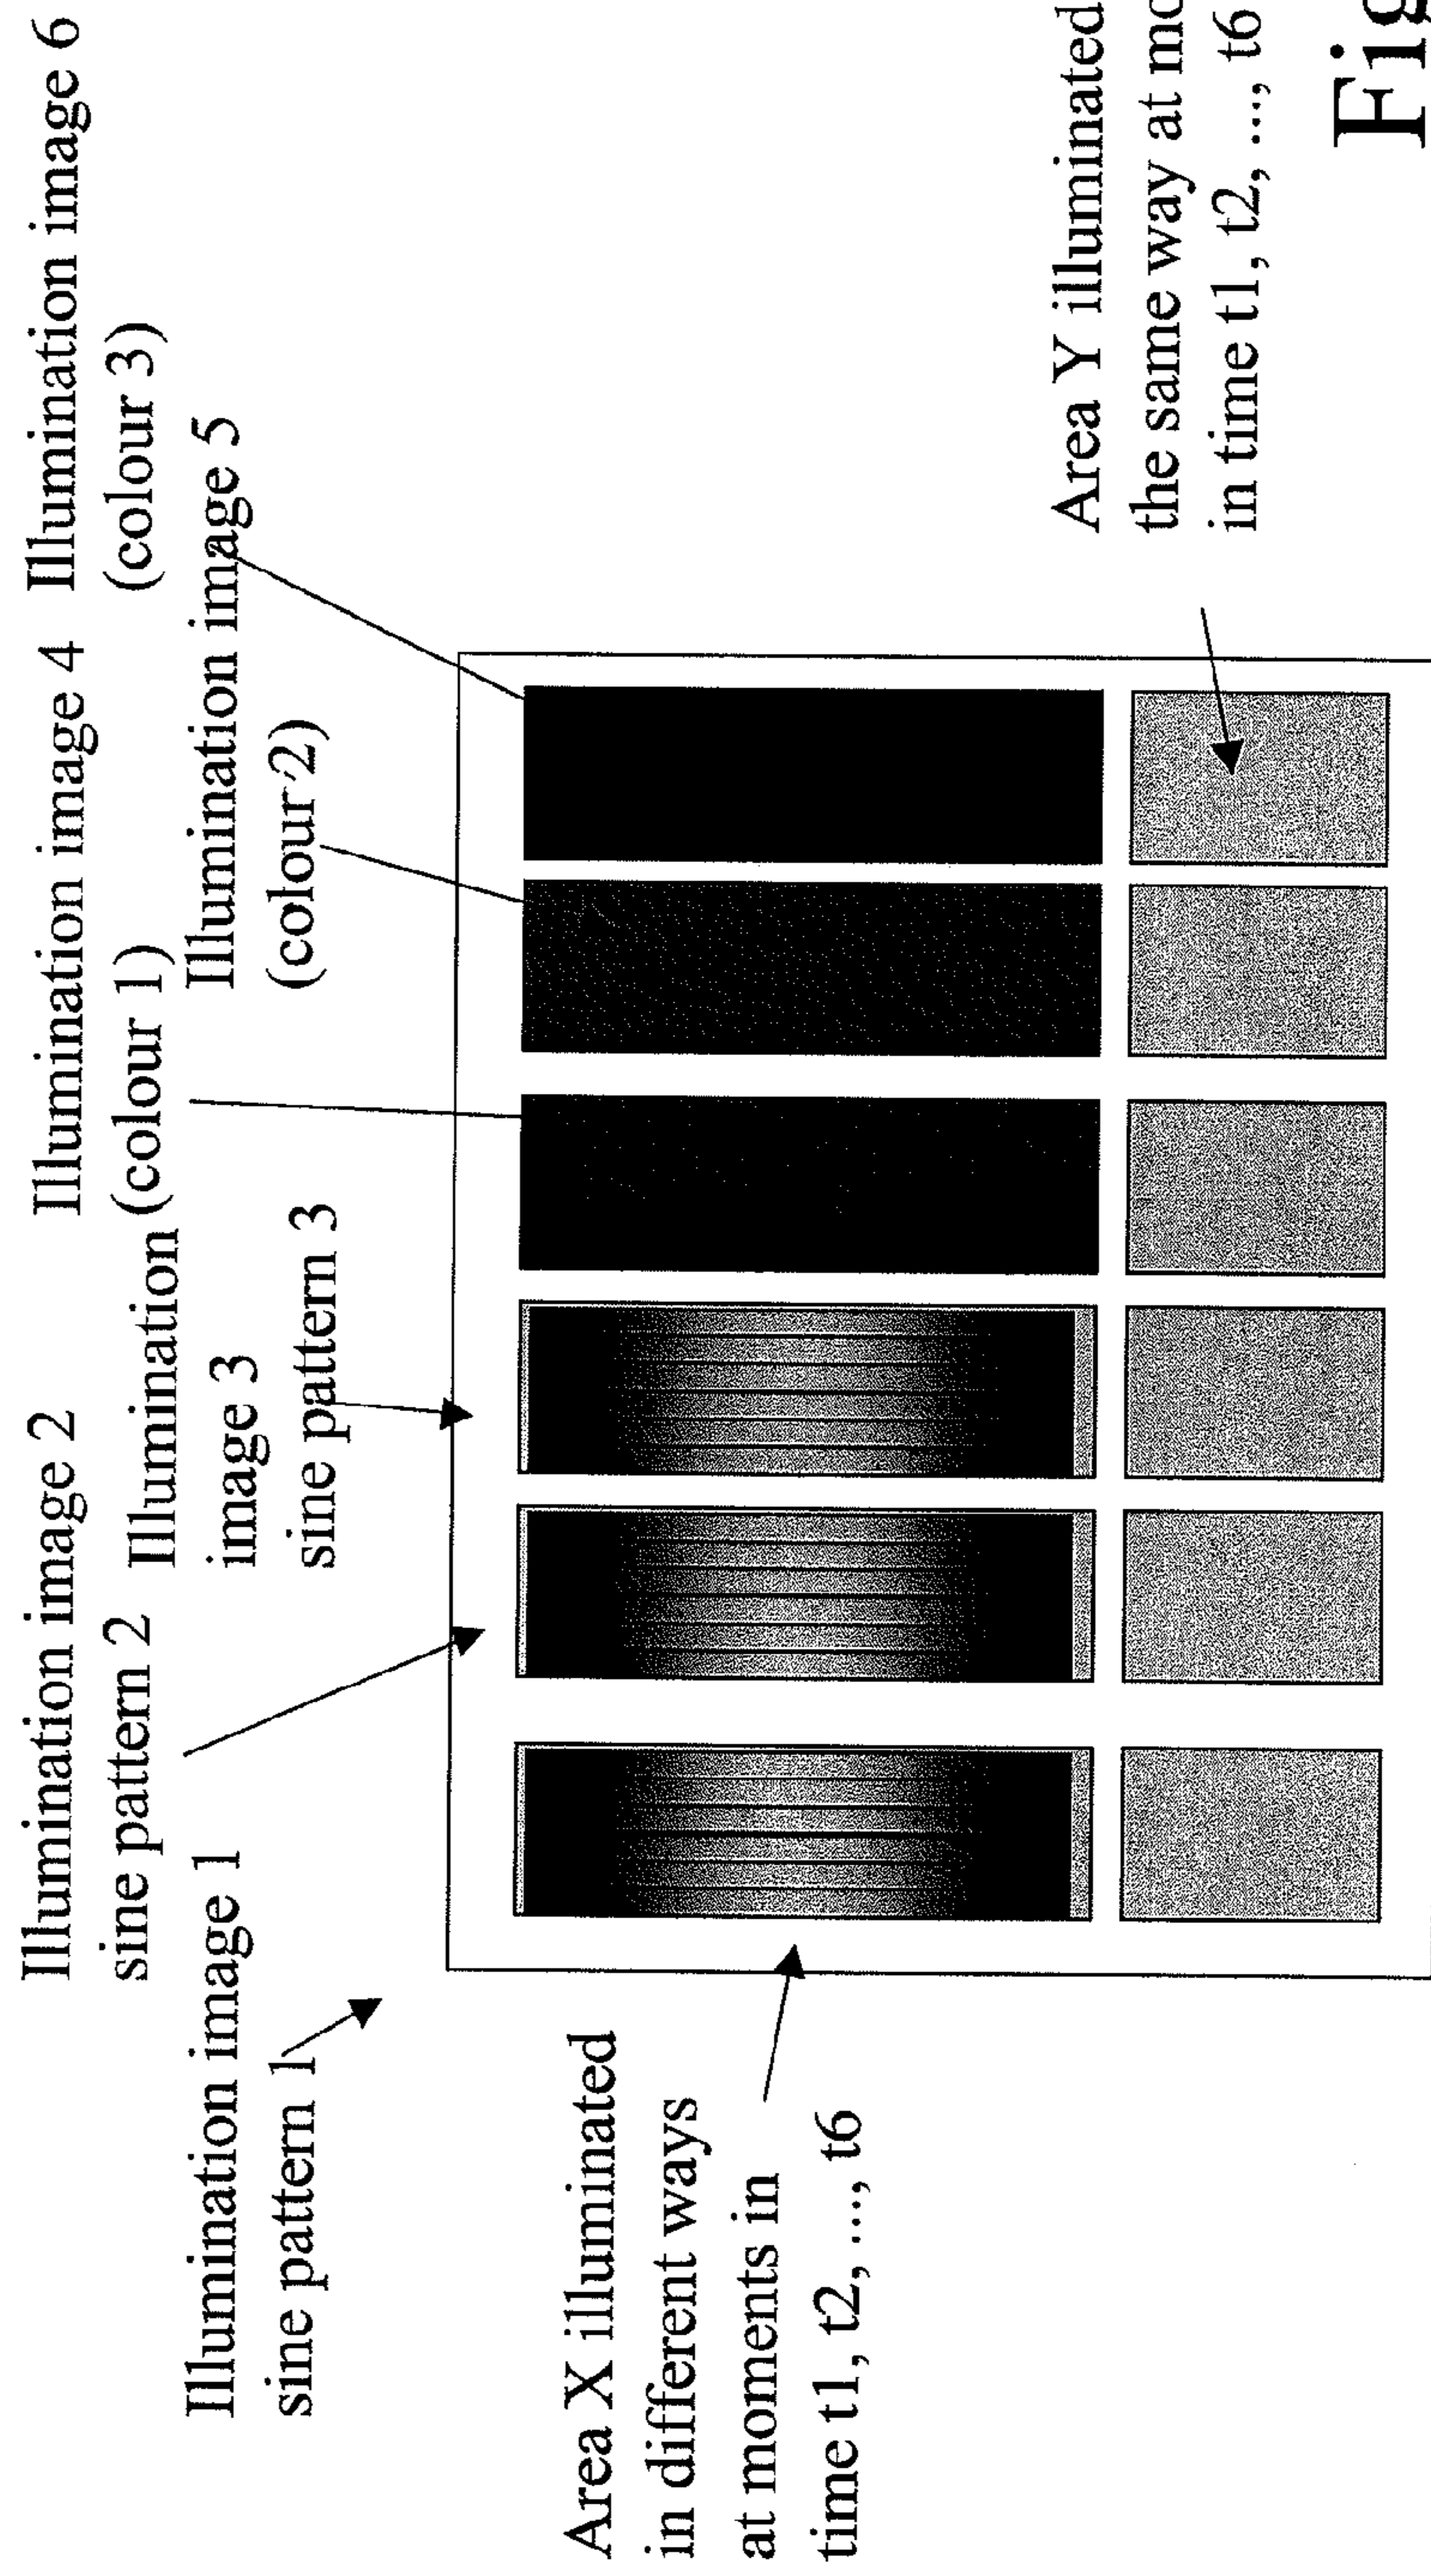 Illumination image 1
sine pattern 1
Illumination image 2
sine pattern 2
Illumination
image 3
sine pattern 3
Illumination image 4
(colour 1)
Illumination image 5
(colour 2)
Illumination image 6
(colour 3)
Area X illuminated
in different ways
at moments in
time t1, t2, ..., t6
Area Y illuminated
the same way at
in time t1, t2, ..., t6